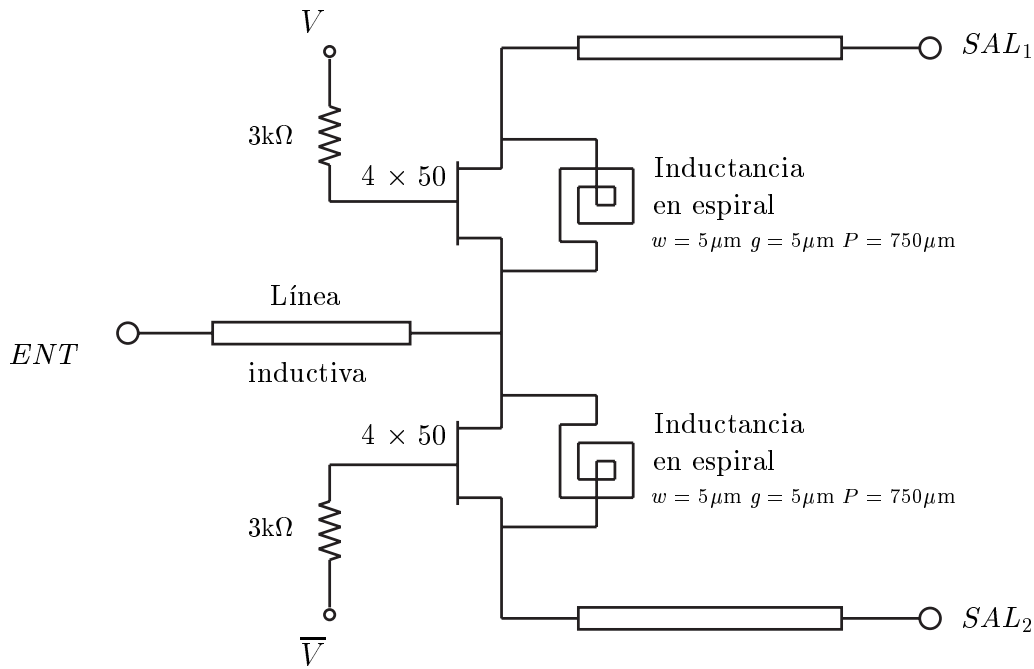 V
SAL₁
3kΩ
4 × 50
Inductancia
en espiral
w = 5μm g = 5μm P = 750μm
Línea
ENT
inductiva
4 × 50
Inductancia
en espiral
w = 5μm g = 5μm P = 750μm
3kΩ
SAL₂
V̅